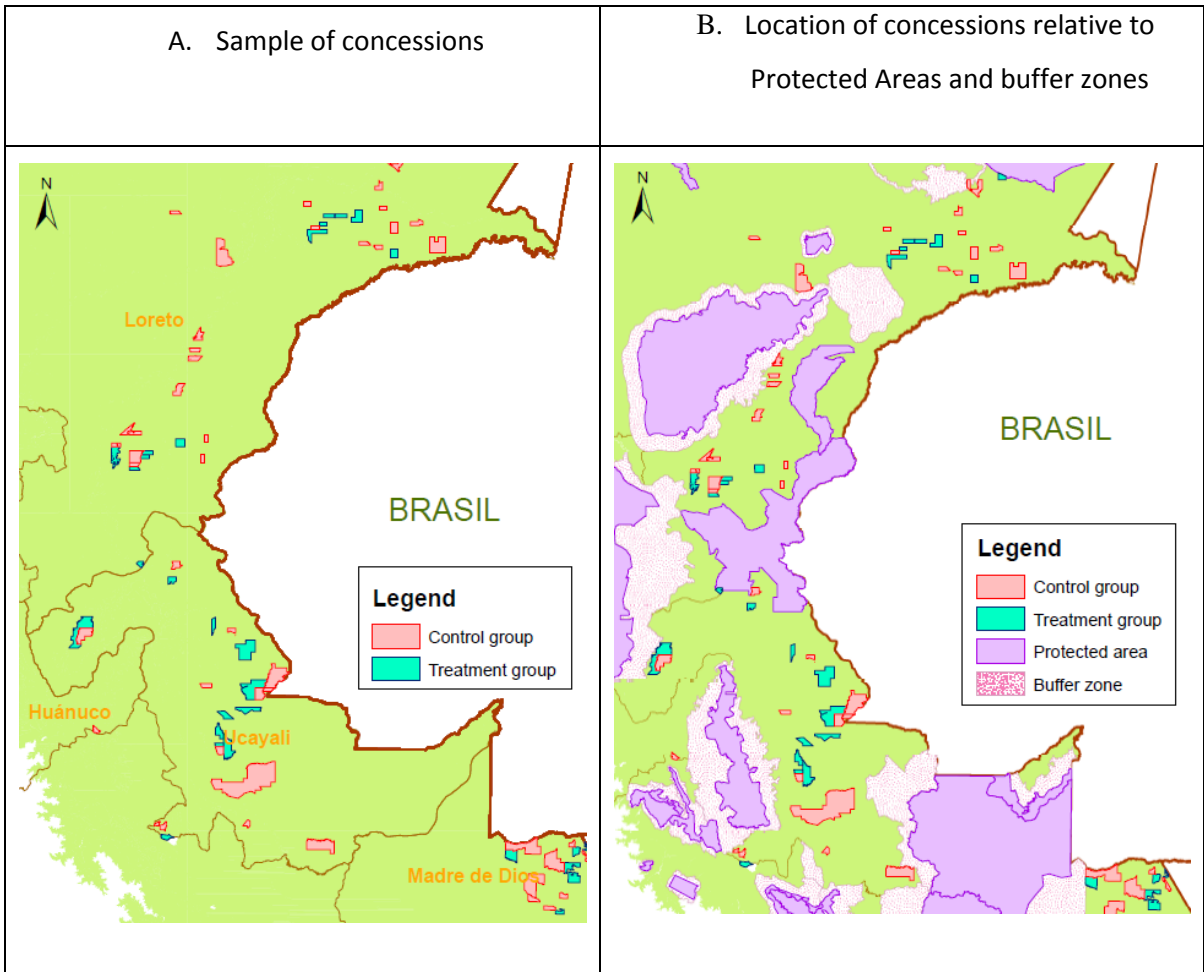 A. Sample of concessions
B. Location of concessions relative to
Protected Areas and buffer zones
N
Loreto
BRASIL
Legend
Control group
Treatment group
Huánuco
Ucayali
Madre de Dios
N
BRASIL
Legend
Control group
Treatment group
Protected area
Buffer zone